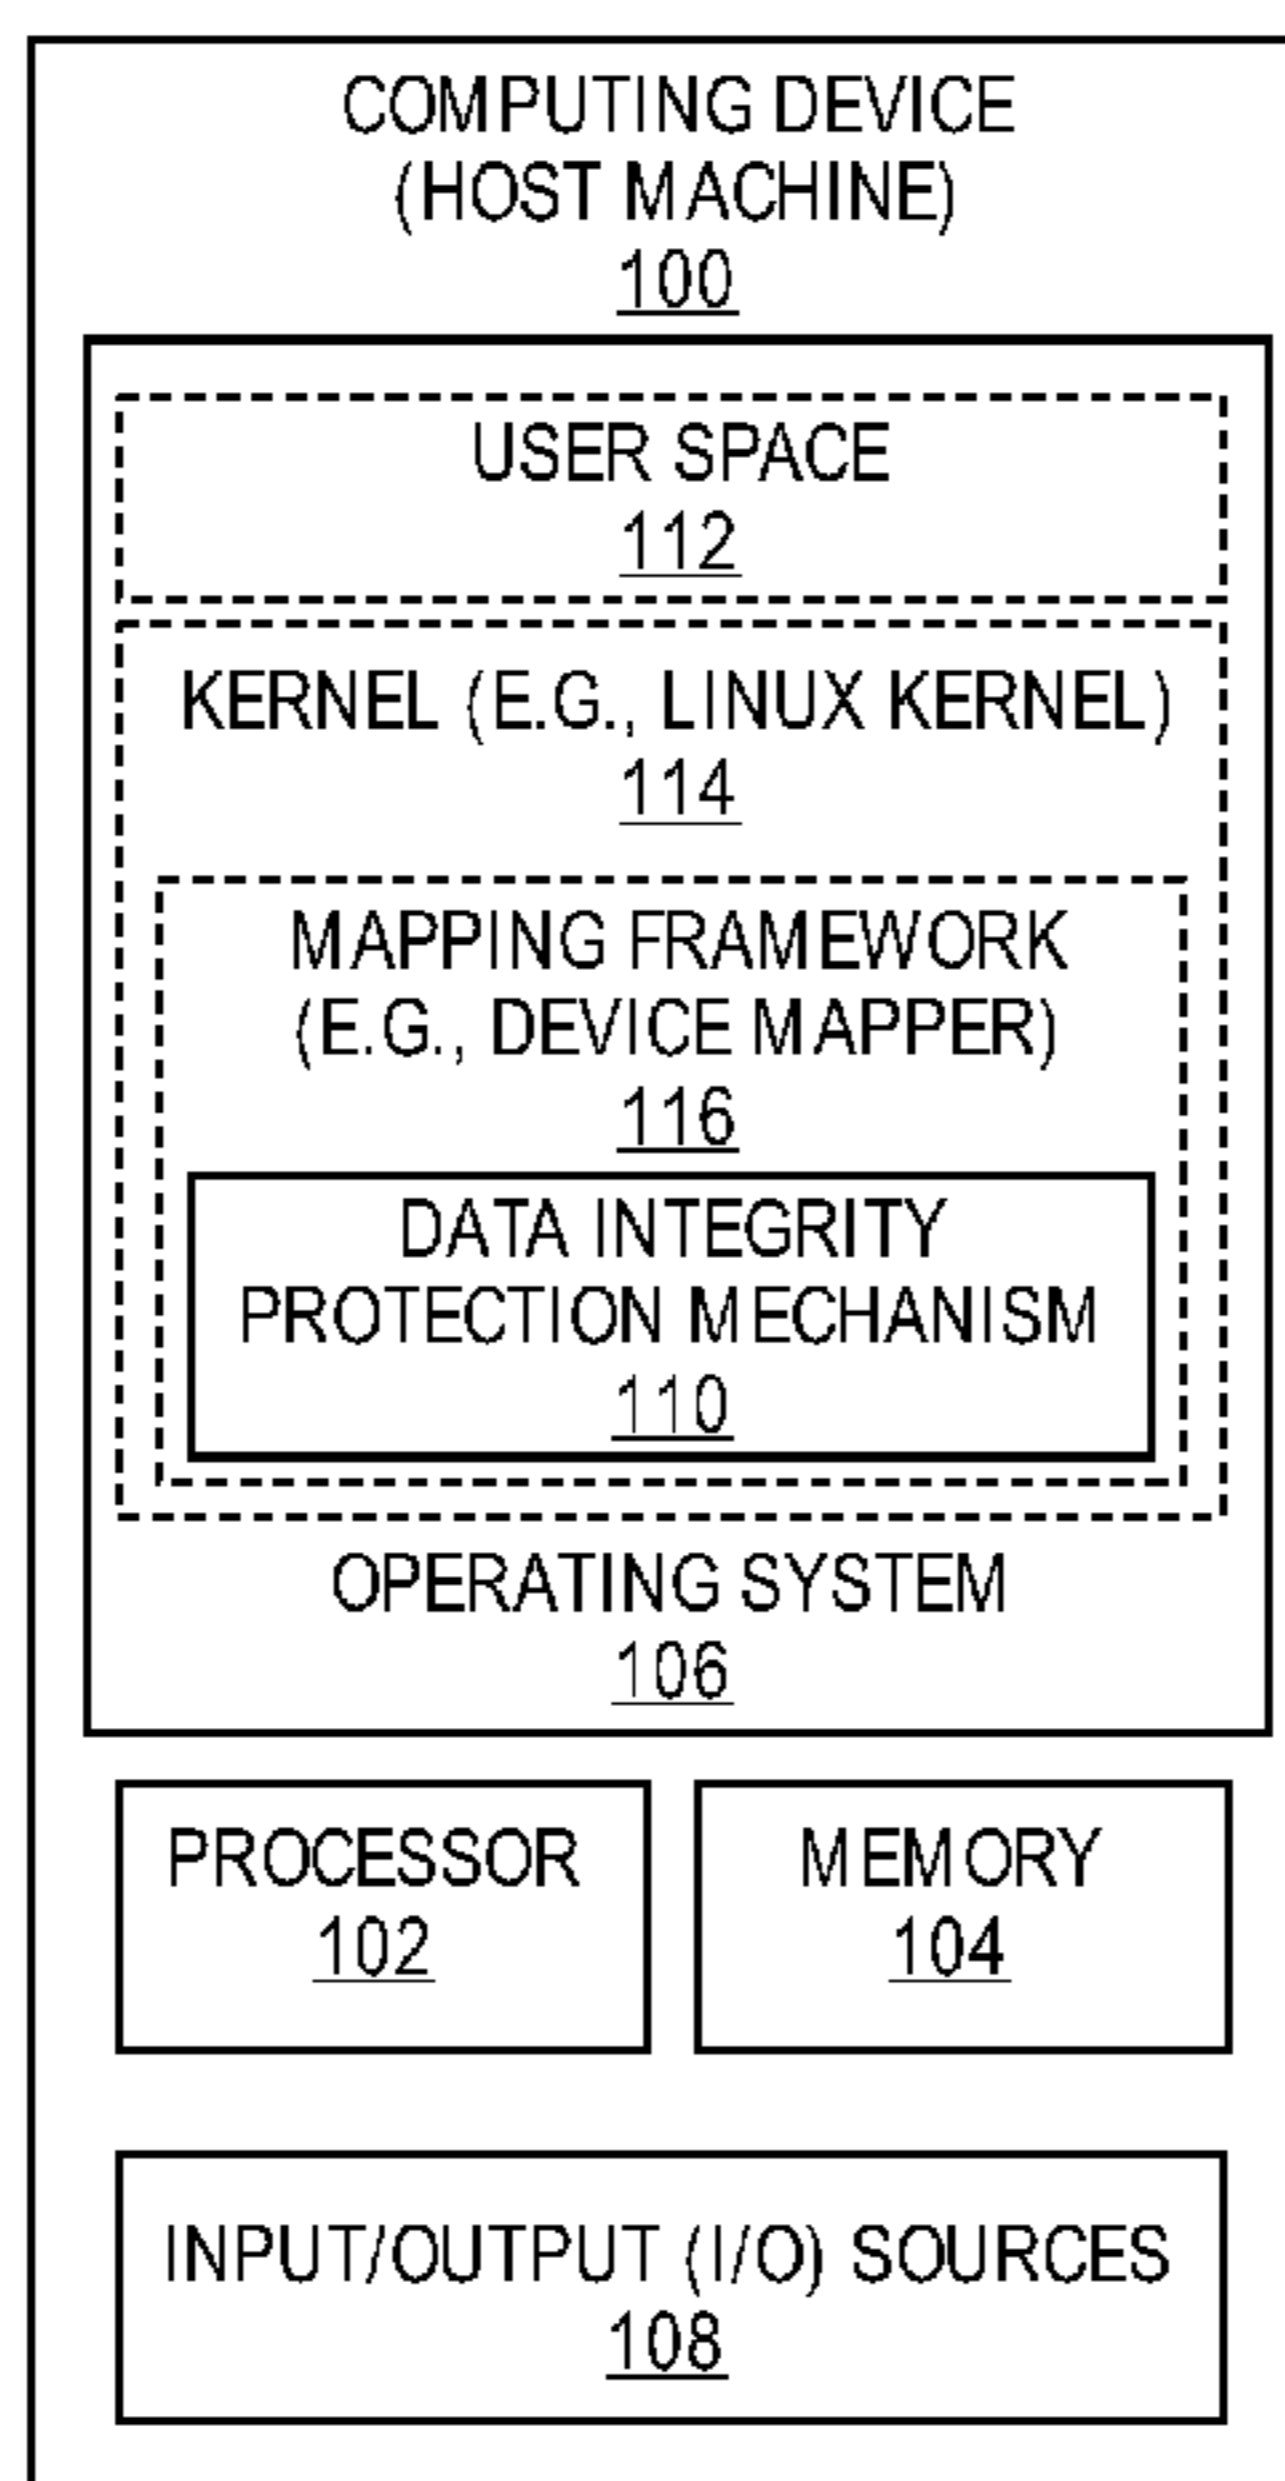 COMPUTING DEVICE
(HOST MACHINE)
100
USER SPACE
112
KERNEL (E.G., LINUX KERNEL)
114
MAPPING FRAMEWORK
(E.G., DEVICE MAPPER)
116
DATA INTEGRITY
PROTECTION MECHANISM
110
OPERATING SYSTEM
106
PROCESSOR
102
MEMORY
104
INPUT/OUTPUT (I/O) SOURCES
108